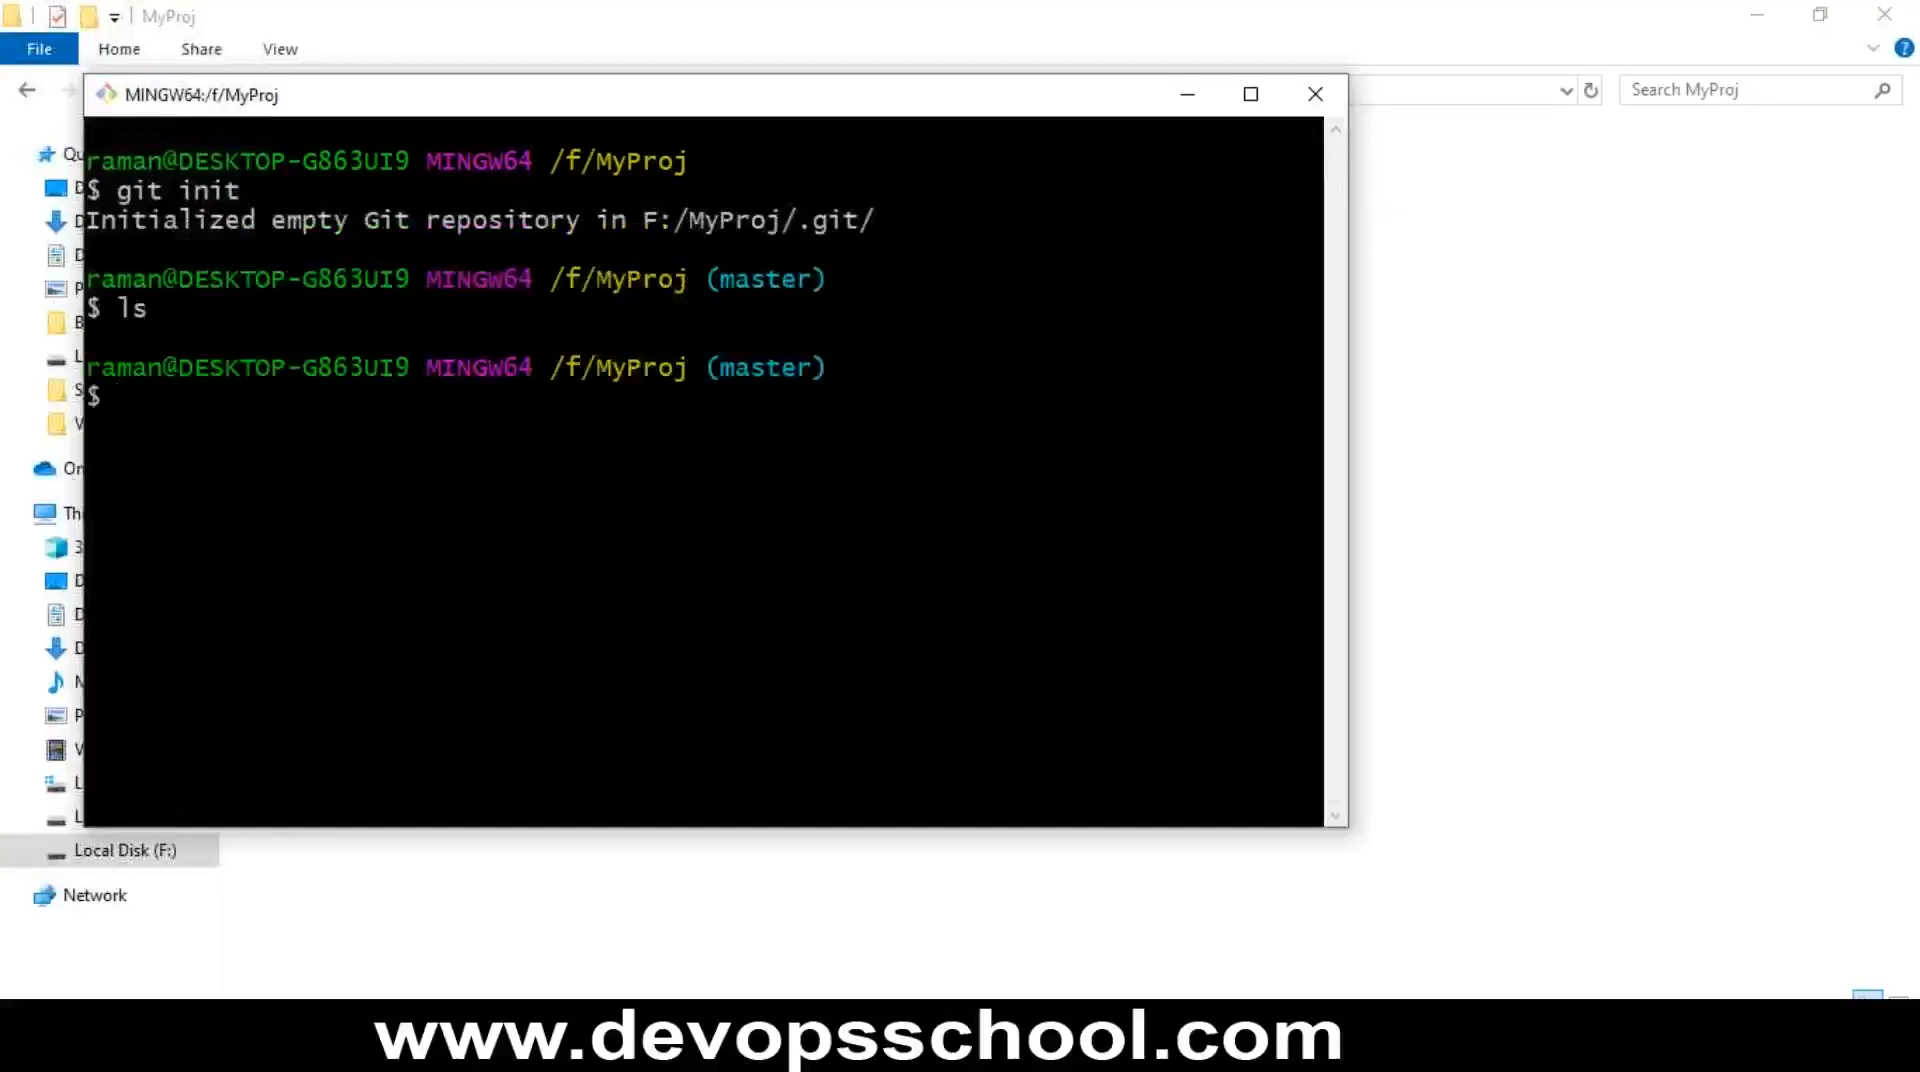 MyProj
File Home Share View
MINGW64:/f/MyProj
Search MyProj
raman@DESKTOP-G863UI9 MINGW64 /f/MyProj
$ git init
Initialized empty Git repository in F:/MyProj/.git/
raman@DESKTOP-G863UI9 MINGW64 /f/MyProj (master)
$ ls
raman@DESKTOP-G863UI9 MINGW64 /f/MyProj (master)
$
Local Disk (F:)
Network
www.devopsschool.com